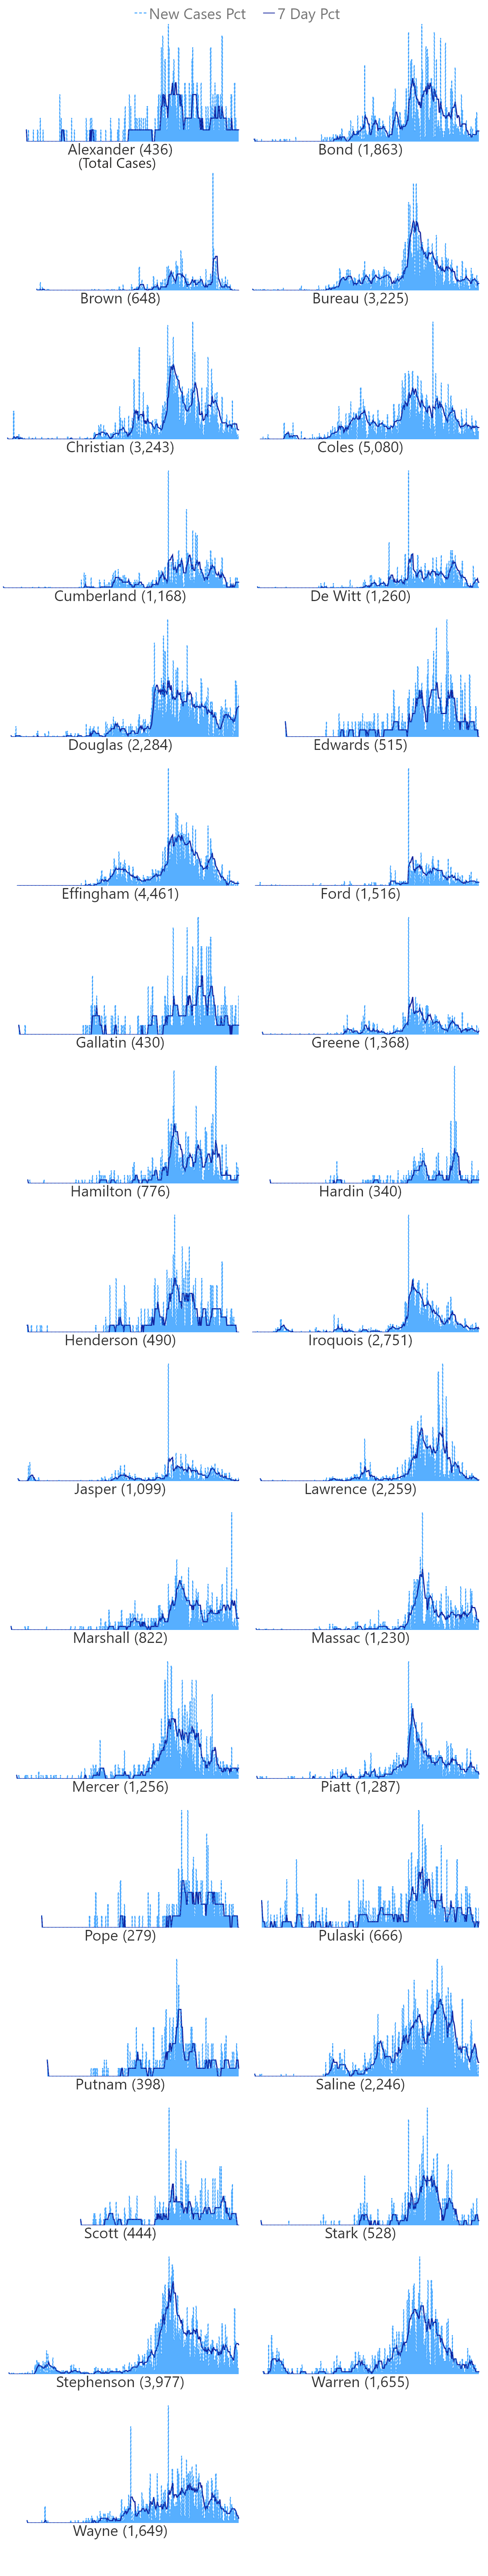 New Cases Pct 7 Day Pct
Alexander (436) Bond (1,863)
(Total Cases)
Brown (648) Bureau (3,225)
Christian (3,243) Coles (5,080)
Cumberland (1,168) De Witt (1,260)
Douglas (2,284) Edwards (515)
Effingham (4,461) Ford (1,516)
Gallatin (430) Greene (1,368)
Hamilton (776) Hardin (340)
Henderson (490) Iroquois (2,751)
Jasper (1,099) Lawrence (2,259)
Marshall (822) Massac (1,230)
Mercer (1,256) Piatt (1,287)
Pope (279) Pulaski (666)
Putnam (398) Saline (2,246)
Scott (444) Stark (528)
Stephenson (3,977) Warren (1,655)
Wayne (1,649)